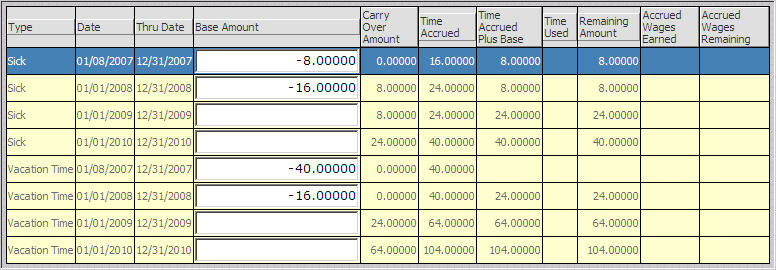 Type Date Thru Date Base Amount Carry Over Amount Time Accrued Time Accrued Plus Base Time Used Remaining Amount Accrued Wages Earned Accrued Wages Remaining
Sick 01/08/2007 12/31/2007 -8.00000 0.00000 16.00000 8.00000 8.00000
Sick 01/01/2008 12/31/2008 -16.00000 8.00000 24.00000 8.00000 8.00000
Sick 01/01/2009 12/31/2009 8.00000 24.00000 24.00000 24.00000
Sick 01/01/2010 12/31/2010 24.00000 40.00000 40.00000 40.00000
Vacation Time 01/08/2007 12/31/2007 -40.00000 0.00000 40.00000
Vacation Time 01/01/2008 12/31/2008 -16.00000 0.00000 40.00000 24.00000 24.00000
Vacation Time 01/01/2009 12/31/2009 24.00000 64.00000 64.00000 64.00000
Vacation Time 01/01/2010 12/31/2010 64.00000 104.00000 104.00000 104.00000